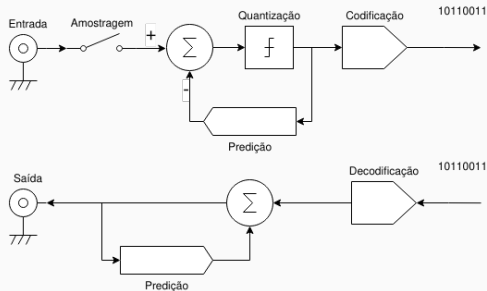 Entrada
Amostragem
+
Σ
-
Quantização
Codificação
10110011
Predição
Saída
Σ
Decodificação
10110011
Predição